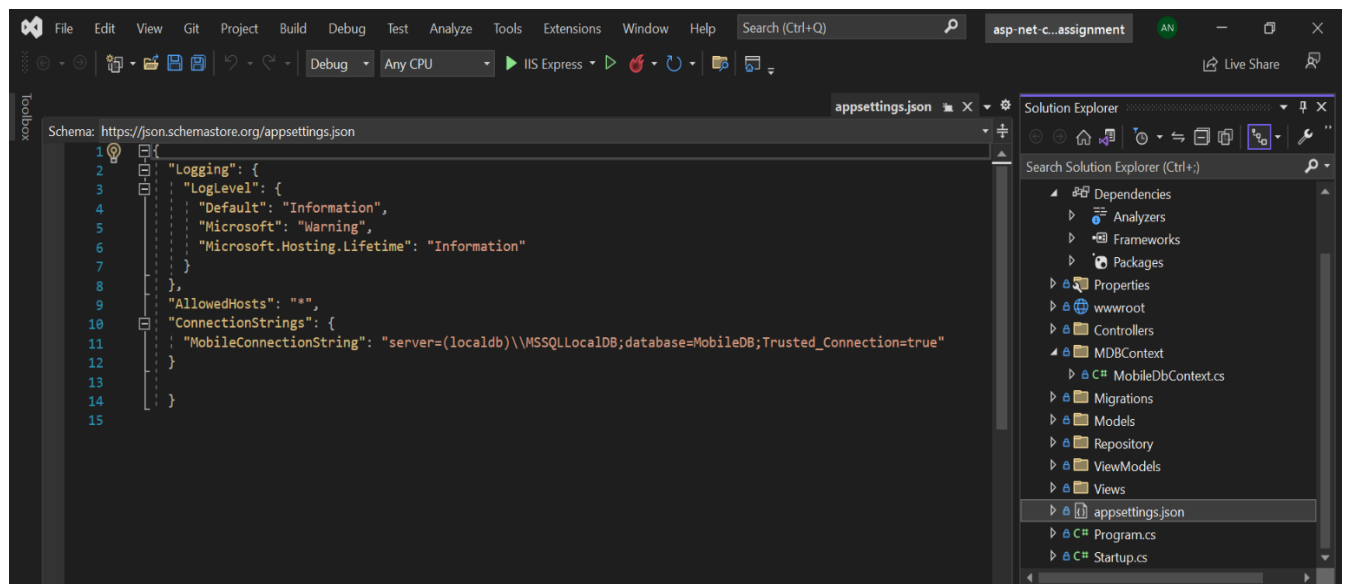 File Edit View Git Project Build Debug Test Analyze Tools Extensions Window Help Search (Ctrl+Q) asp-net-c...assignment AN
Debug Any CPU IIS Express Live Share
Toolbox
appsettings.json
Schema: https://json.schemastore.org/appsettings.json
1 {
2 "Logging": {
3 "LogLevel": {
4 "Default": "Information",
5 "Microsoft": "Warning",
6 "Microsoft.Hosting.Lifetime": "Information"
7 }
8 },
9 "AllowedHosts": "*",
10 "ConnectionStrings": {
11 "MobileConnectionString": "server=(localdb)\\MSSQLLocalDB;database=MobileDB;Trusted_Connection=true"
12 }
13
14 }
15
Solution Explorer
Search Solution Explorer (Ctrl+;)
Dependencies
Analyzers
Frameworks
Packages
Properties
wwwroot
Controllers
MDBContext
C# MobileDbContext.cs
Migrations
Models
Repository
ViewModels
Views
appsettings.json
C# Program.cs
C# Startup.cs